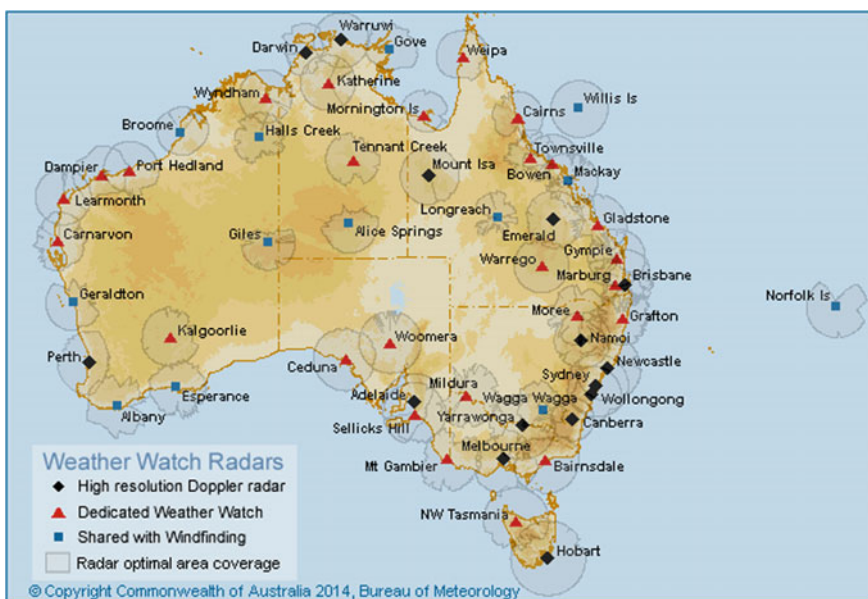 Warruwi
Darwin
Gove
Weipa
Katherine
Wyndham
Mornington Is
Cairns
Willis Is
Broome
Halls Creek
Tennant Creek
Townsville
Dampier
Port Hedland
Mount Isa
Bowen
Mackay
Learmonth
Longreach
Gladstone
Carnarvon
Giles
Alice Springs
Emerald
Gympie
Warrego
Marburg
Brisbane
Geraldton
Norfolk Is
Moree
Grafton
Kalgoorlie
Woomera
Namoi
Perth
Ceduna
Newcastle
Mildura
Sydney
Esperance
Adelaide
Wagga Wagga
Wollongong
Albany
Yarrawonga
Canberra
Sellicks Hill
Melbourne
Mt Gambier
Bairnsdale
Weather Watch Radars
High resolution Doppler radar
Dedicated Weather Watch
Shared with Windfinding
Radar optimal area coverage
NW Tasmania
Hobart
© Copyright Commonwealth of Australia 2014, Bureau of Meteorology